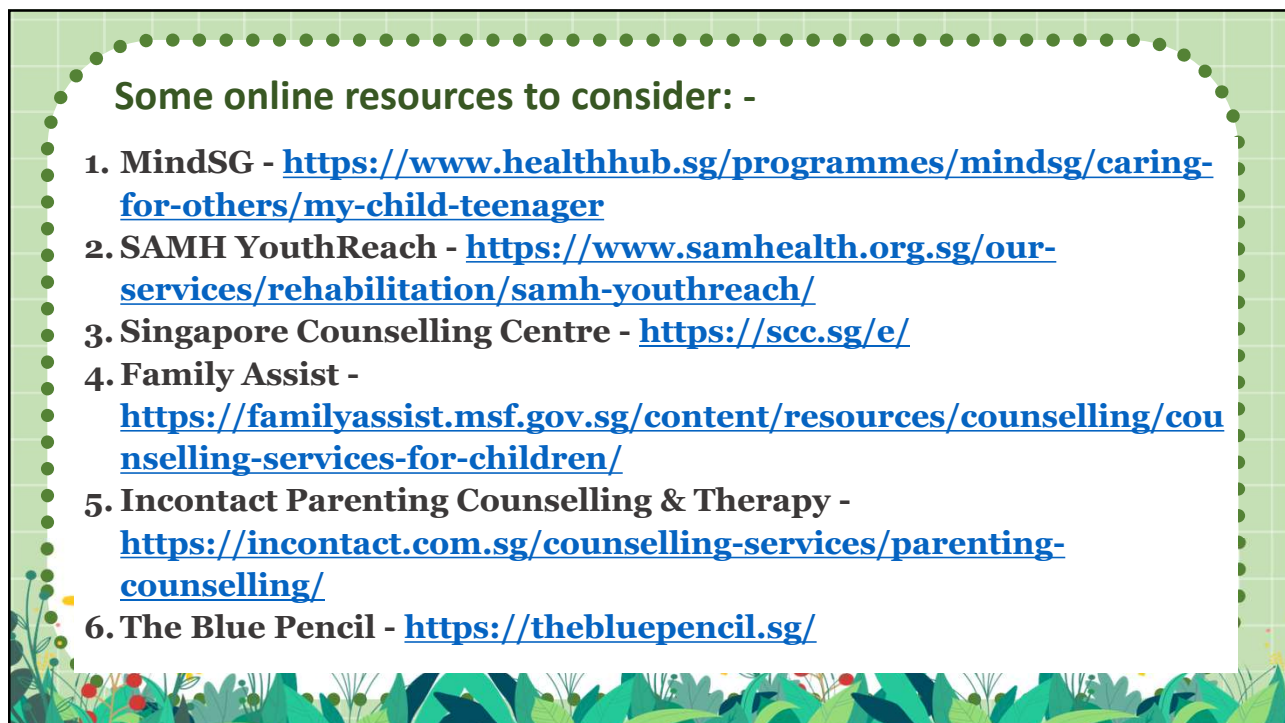 Some online resources to consider: -
1. MindSG - https://www.healthhub.sg/programmes/mindsg/caring-
for-others/my-child-teenager
2. SAMH YouthReach - https://www.samhealth.org.sg/our-
services/rehabilitation/samh-youthreach/
3. Singapore Counselling Centre - https://scc.sg/e/
4. Family Assist -
https://familyassist.msf.gov.sg/content/resources/counselling/cou
nselling-services-for-children/
5. Incontact Parenting Counselling & Therapy -
https://incontact.com.sg/counselling-services/parenting-
counselling/
6. The Blue Pencil - https://thebluepencil.sg/